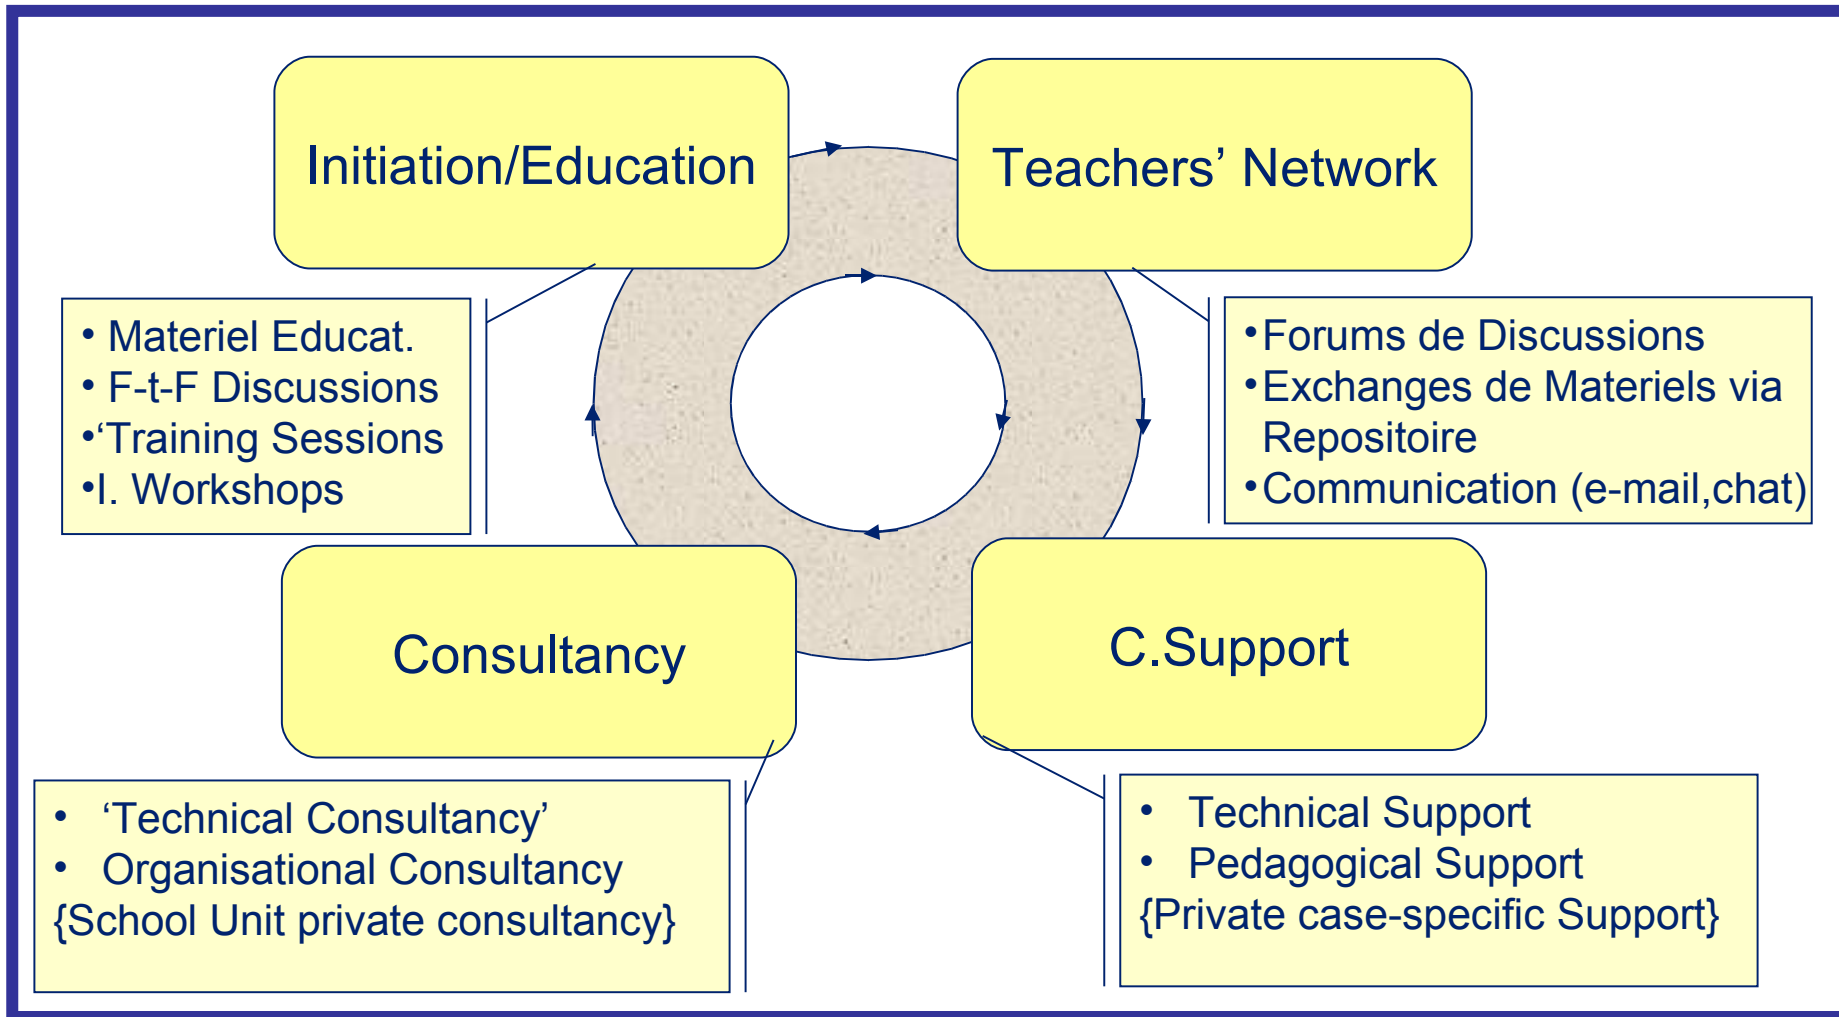 Initiation/Education
Teachers’ Network
• Materiel Educat.
• F-t-F Discussions
•‘Training Sessions
•I. Workshops
•Forums de Discussions
•Exchanges de Materiels via
Repositoire
•Communication (e-mail,chat)
Consultancy
C.Support
• ‘Technical Consultancy’
• Organisational Consultancy
{School Unit private consultancy}
• Technical Support
• Pedagogical Support
{Private case-specific Support}